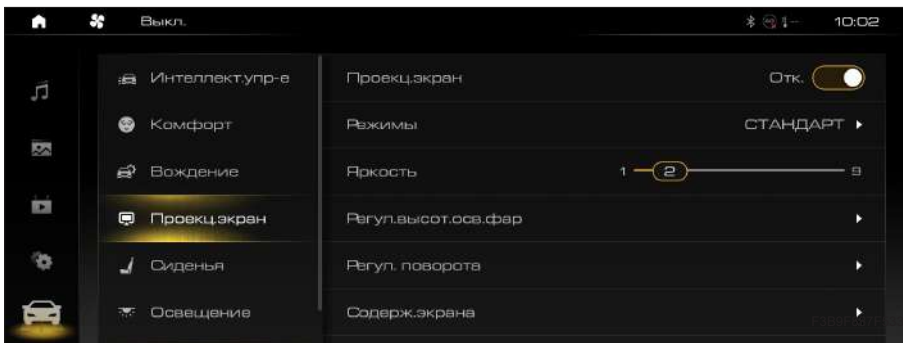 Выкл.
10:02
Интеллект.упр-е
Комфорт
Вождение
Проекц.экран
Сиденья
Освещение
Проекц.экран
Отк.
Режимы
СТАНДАРТ
Яркость
1 2 9
Регул.высот.осв.фар
Регул. поворота
Содерж.экрана